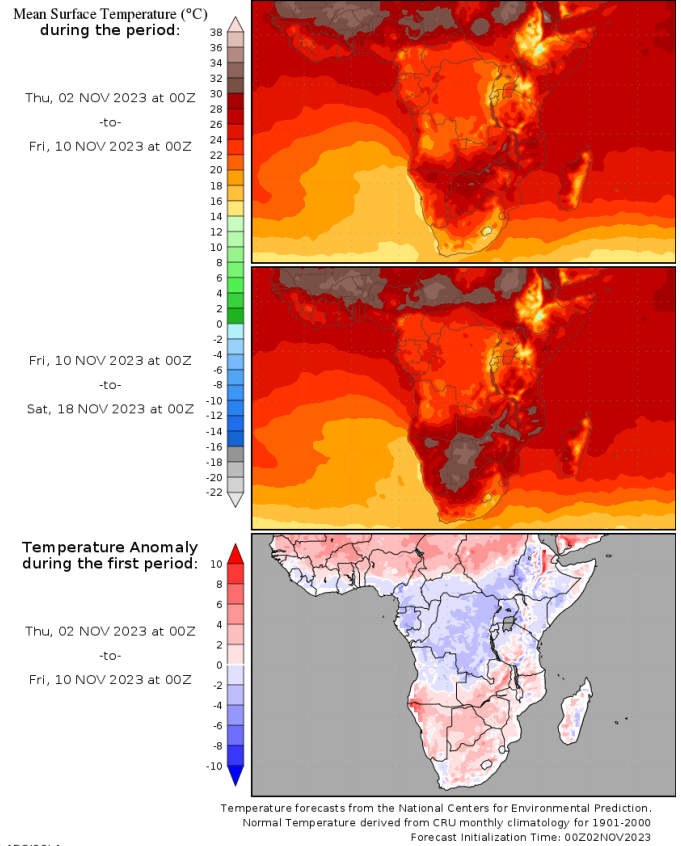 Mean Surface Temperature (°C)
during the period:
38
36
34
32
30
28
26
24
22
20
18
16
14
12
10
8
6
4
2
0
-2
-4
-6
-8
-10
-12
-14
-16
-18
-20
-22
Thu, 02 NOV 2023 at 00Z
-to-
Fri, 10 NOV 2023 at 00Z
Fri, 10 NOV 2023 at 00Z
-to-
Sat, 18 NOV 2023 at 00Z
Temperature Anomaly
during the first period:
10
8
6
4
2
0
-2
-4
-6
-8
-10
Thu, 02 NOV 2023 at 00Z
-to-
Fri, 10 NOV 2023 at 00Z
Temperature forecasts from the National Centers for Environmental Prediction.
Normal Temperature derived from CRU monthly climatology for 1901-2000
Forecast Initialization Time: 00Z02NOV2023